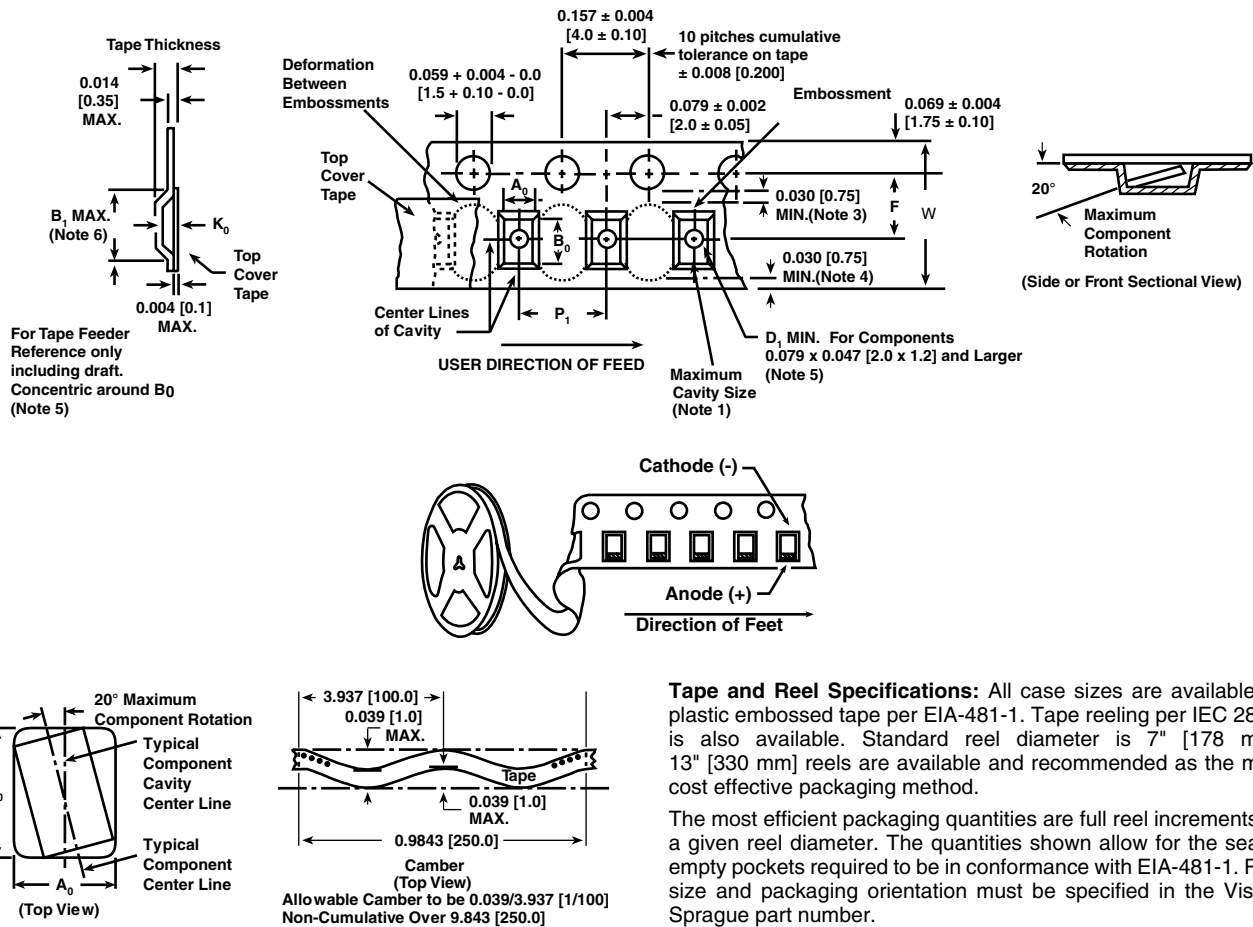 Tape Thickness
0.014
[0.35]
MAX.
B1 MAX.
(Note 6)
K0
Top
Cover
Tape
0.004 [0.1]
MAX.
For Tape Feeder
Reference only
including draft.
Concentric around B0
(Note 5)
Deformation
Between
Embossments
0.059 + 0.004 - 0.0
[1.5 + 0.10 - 0.0]
0.157 ± 0.004
[4.0 ± 0.10]
10 pitches cumulative
tolerance on tape
± 0.008 [0.200]
0.079 ± 0.002
[2.0 ± 0.05]
Embossment
0.069 ± 0.004
[1.75 ± 0.10]
Top
Cover
Tape
A0
B0
0.030 [0.75]
MIN.(Note 3)
F
W
0.030 [0.75]
MIN.(Note 4)
Center Lines
of Cavity
P1
USER DIRECTION OF FEED
Maximum
Cavity Size
(Note 1)
D1 MIN. For Components
0.079 x 0.047 [2.0 x 1.2] and Larger
(Note 5)
20°
Maximum
Component
Rotation
(Side or Front Sectional View)
Cathode (-)
Anode (+)
Direction of Feet
20° Maximum
Component Rotation
Typical
Component
Cavity
Center Line
Typical
Component
Center Line
A0
(Top View)
3.937 [100.0]
0.039 [1.0]
MAX.
Tape
0.039 [1.0]
MAX.
0.9843 [250.0]
Camber
(Top View)
Allowable Camber to be 0.039/3.937 [1/100]
Non-Cumulative Over 9.843 [250.0]
Tape and Reel Specifications: All case sizes are available
plastic embossed tape per EIA-481-1. Tape reeling per IEC 28
is also available. Standard reel diameter is 7" [178 m
13" [330 mm] reels are available and recommended as the m
cost effective packaging method.
The most efficient packaging quantities are full reel increments
a given reel diameter. The quantities shown allow for the sea
empty pockets required to be in conformance with EIA-481-1.
size and packaging orientation must be specified in the Vis
Sprague part number.